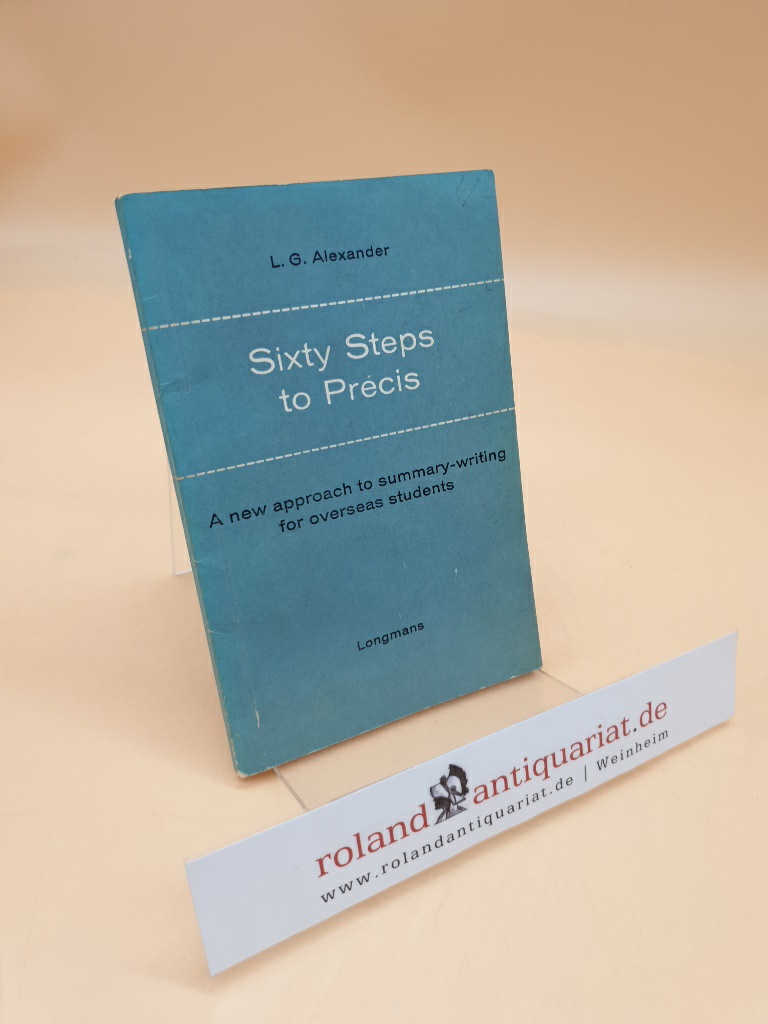 L. G. Alexander
Sixty Steps
to Précis
A new approach to summary-writing
for overseas students
Longmans
roland antiquariat.de
www.rolandantiquariat.de | Weinheim